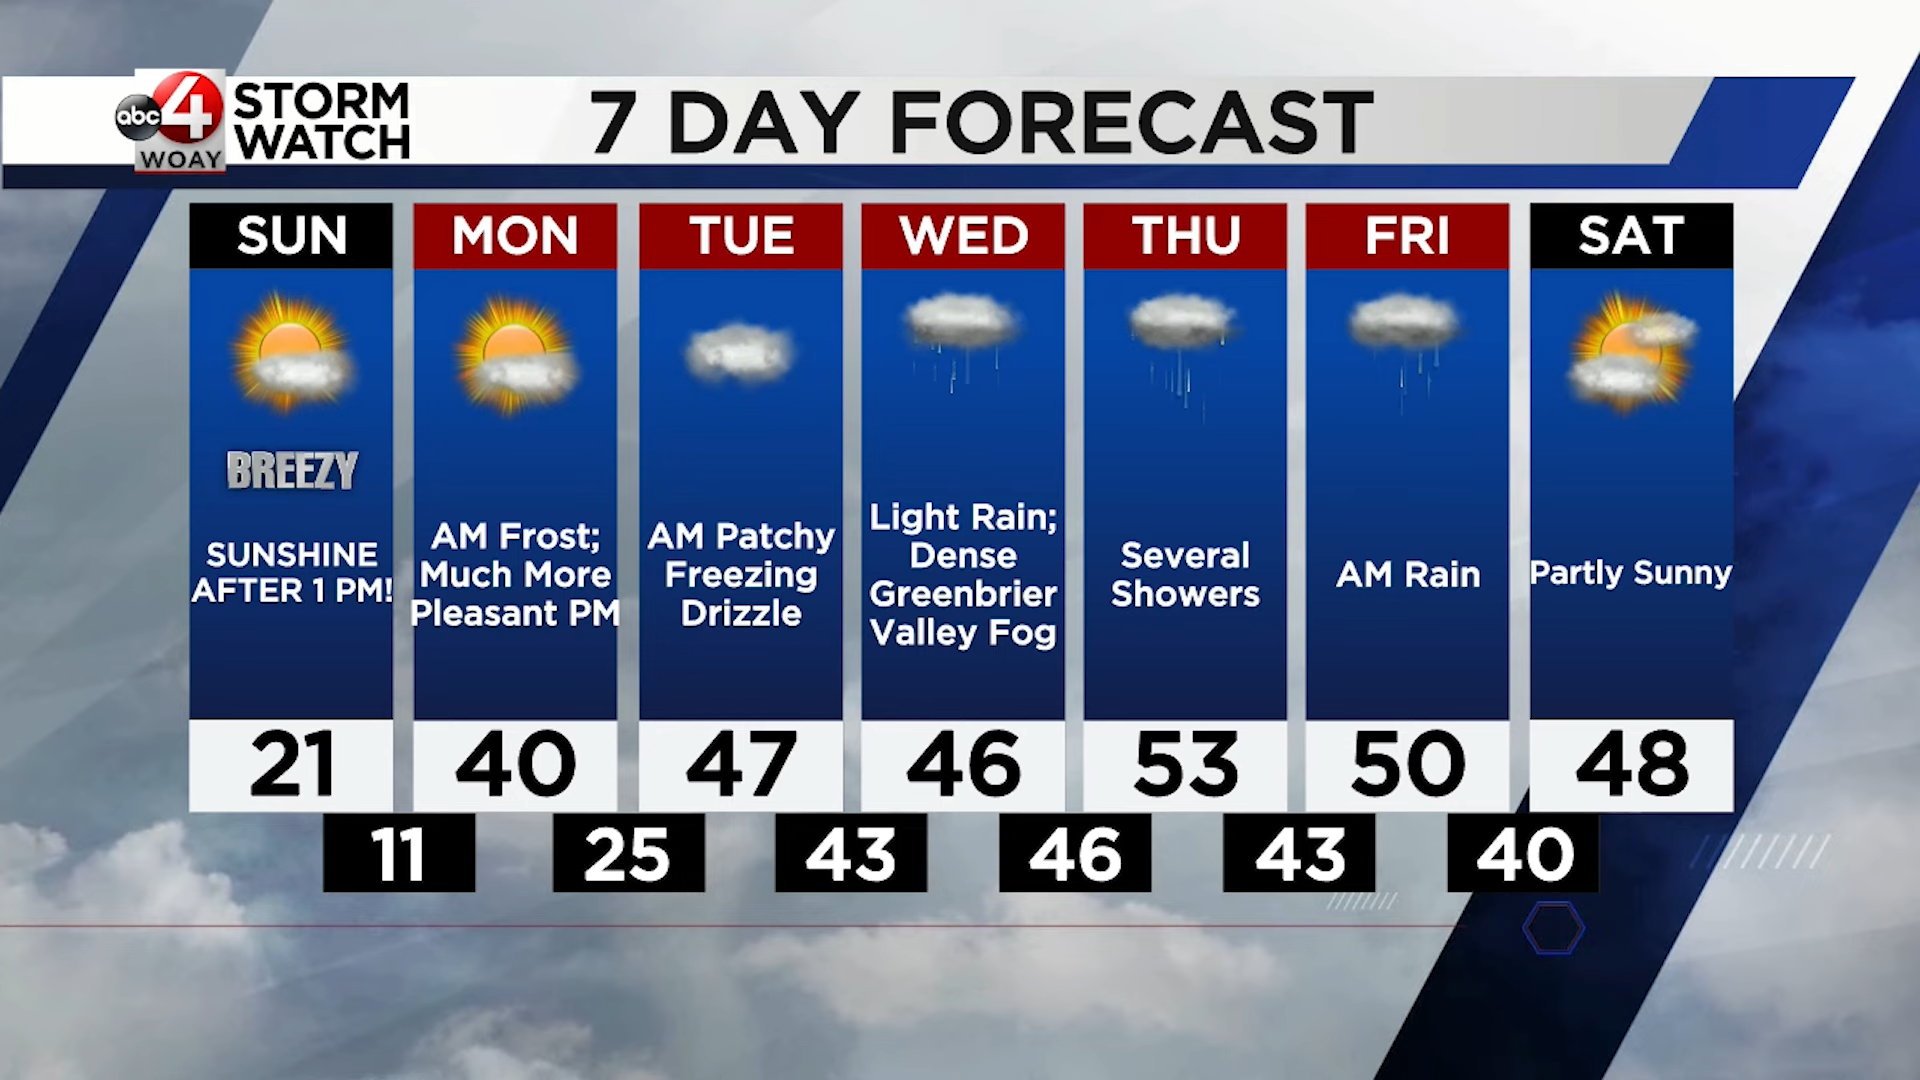 abc 4
WOAY
STORM
WATCH
7 DAY FORECAST
SUN
BREEZY
SUNSHINE
AFTER 1 PM!
21
MON
AM Frost;
Much More
Pleasant PM
40
TUE
AM Patchy
Freezing
Drizzle
47
WED
Light Rain;
Dense
Greenbrier
Valley Fog
46
THU
Several
Showers
53
FRI
AM Rain
50
SAT
Partly Sunny
48
11
25
43
46
43
40